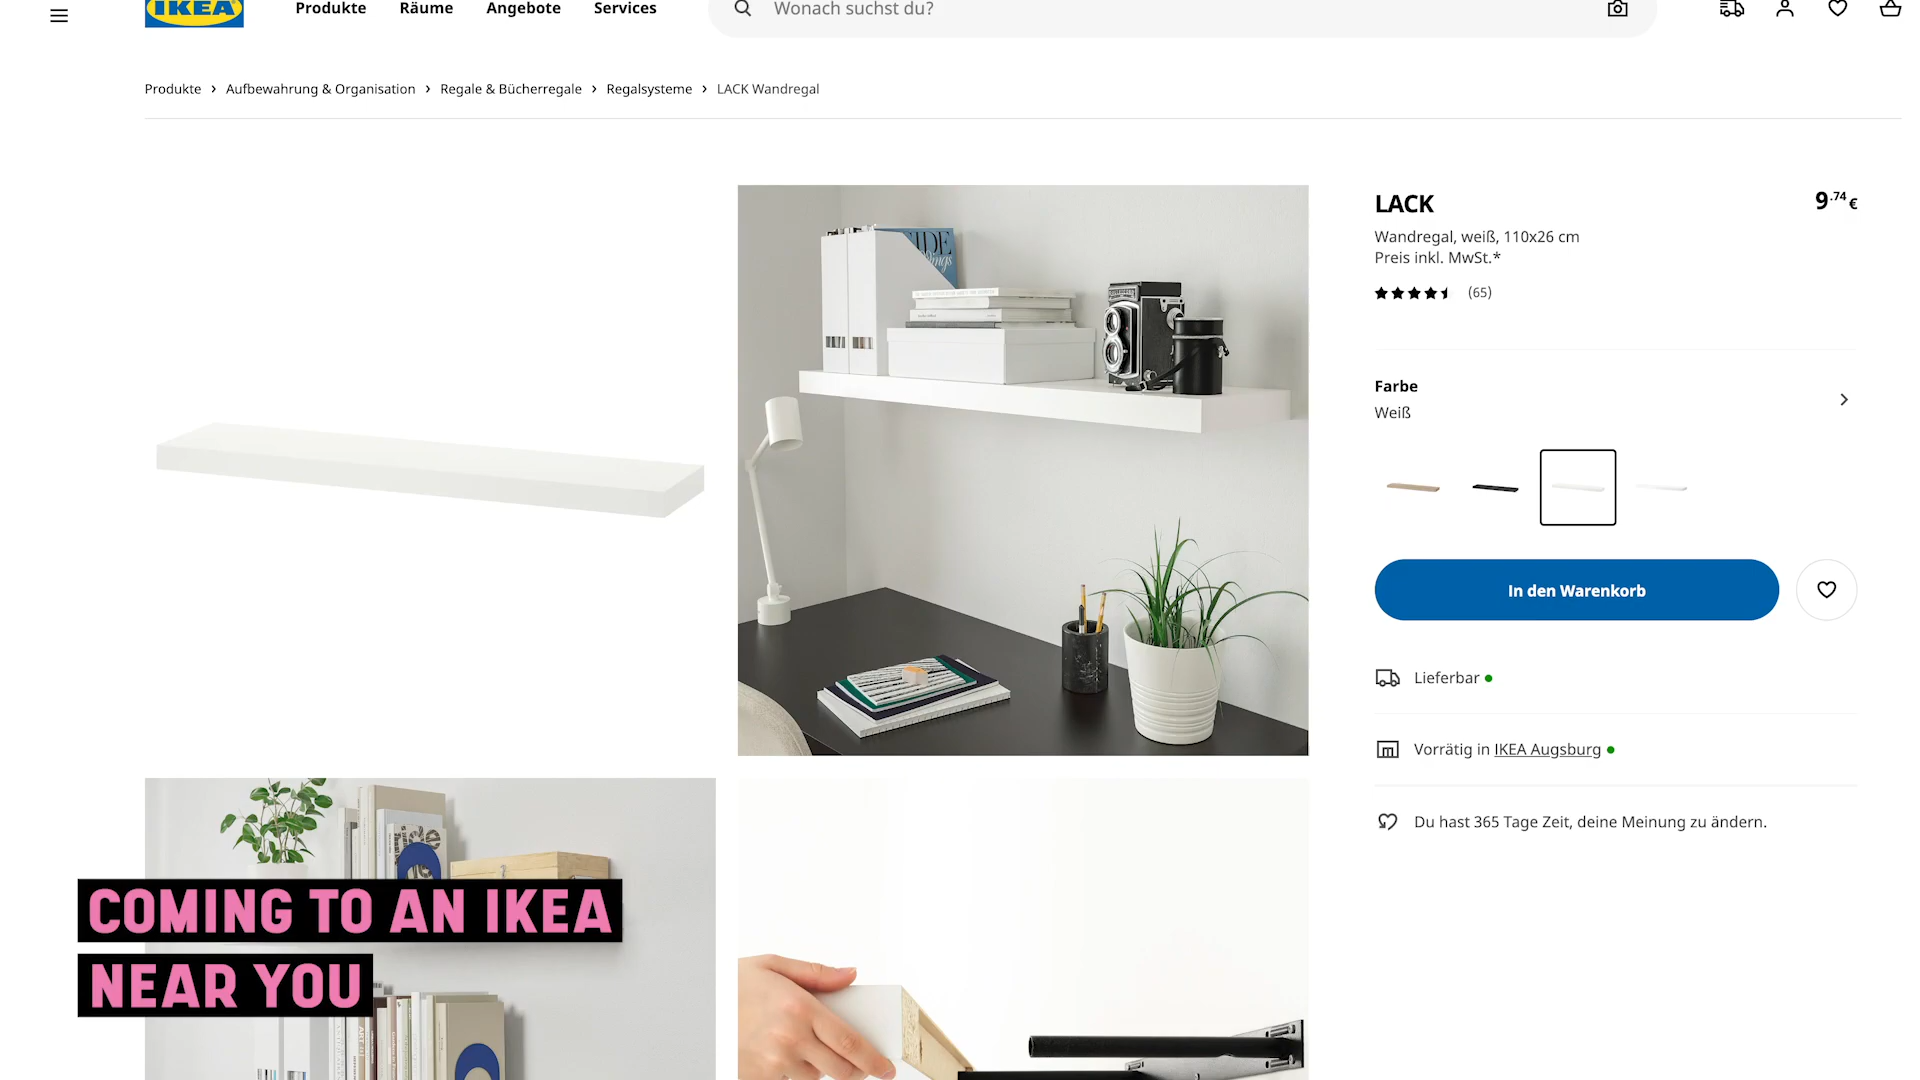 IKEA
Produkte Räume Angebote Services
Wonach suchst du?
Produkte › Aufbewahrung & Organisation › Regale & Bücherregale › Regalsysteme › LACK Wandregal
LACK
9.74€
Wandregal, weiß, 110x26 cm
Preis inkl. MwSt.*
(65)
Farbe
Weiß
In den Warenkorb
Lieferbar
Vorrätig in IKEA Augsburg
Du hast 365 Tage Zeit, deine Meinung zu ändern.
COMING TO AN IKEA
NEAR YOU